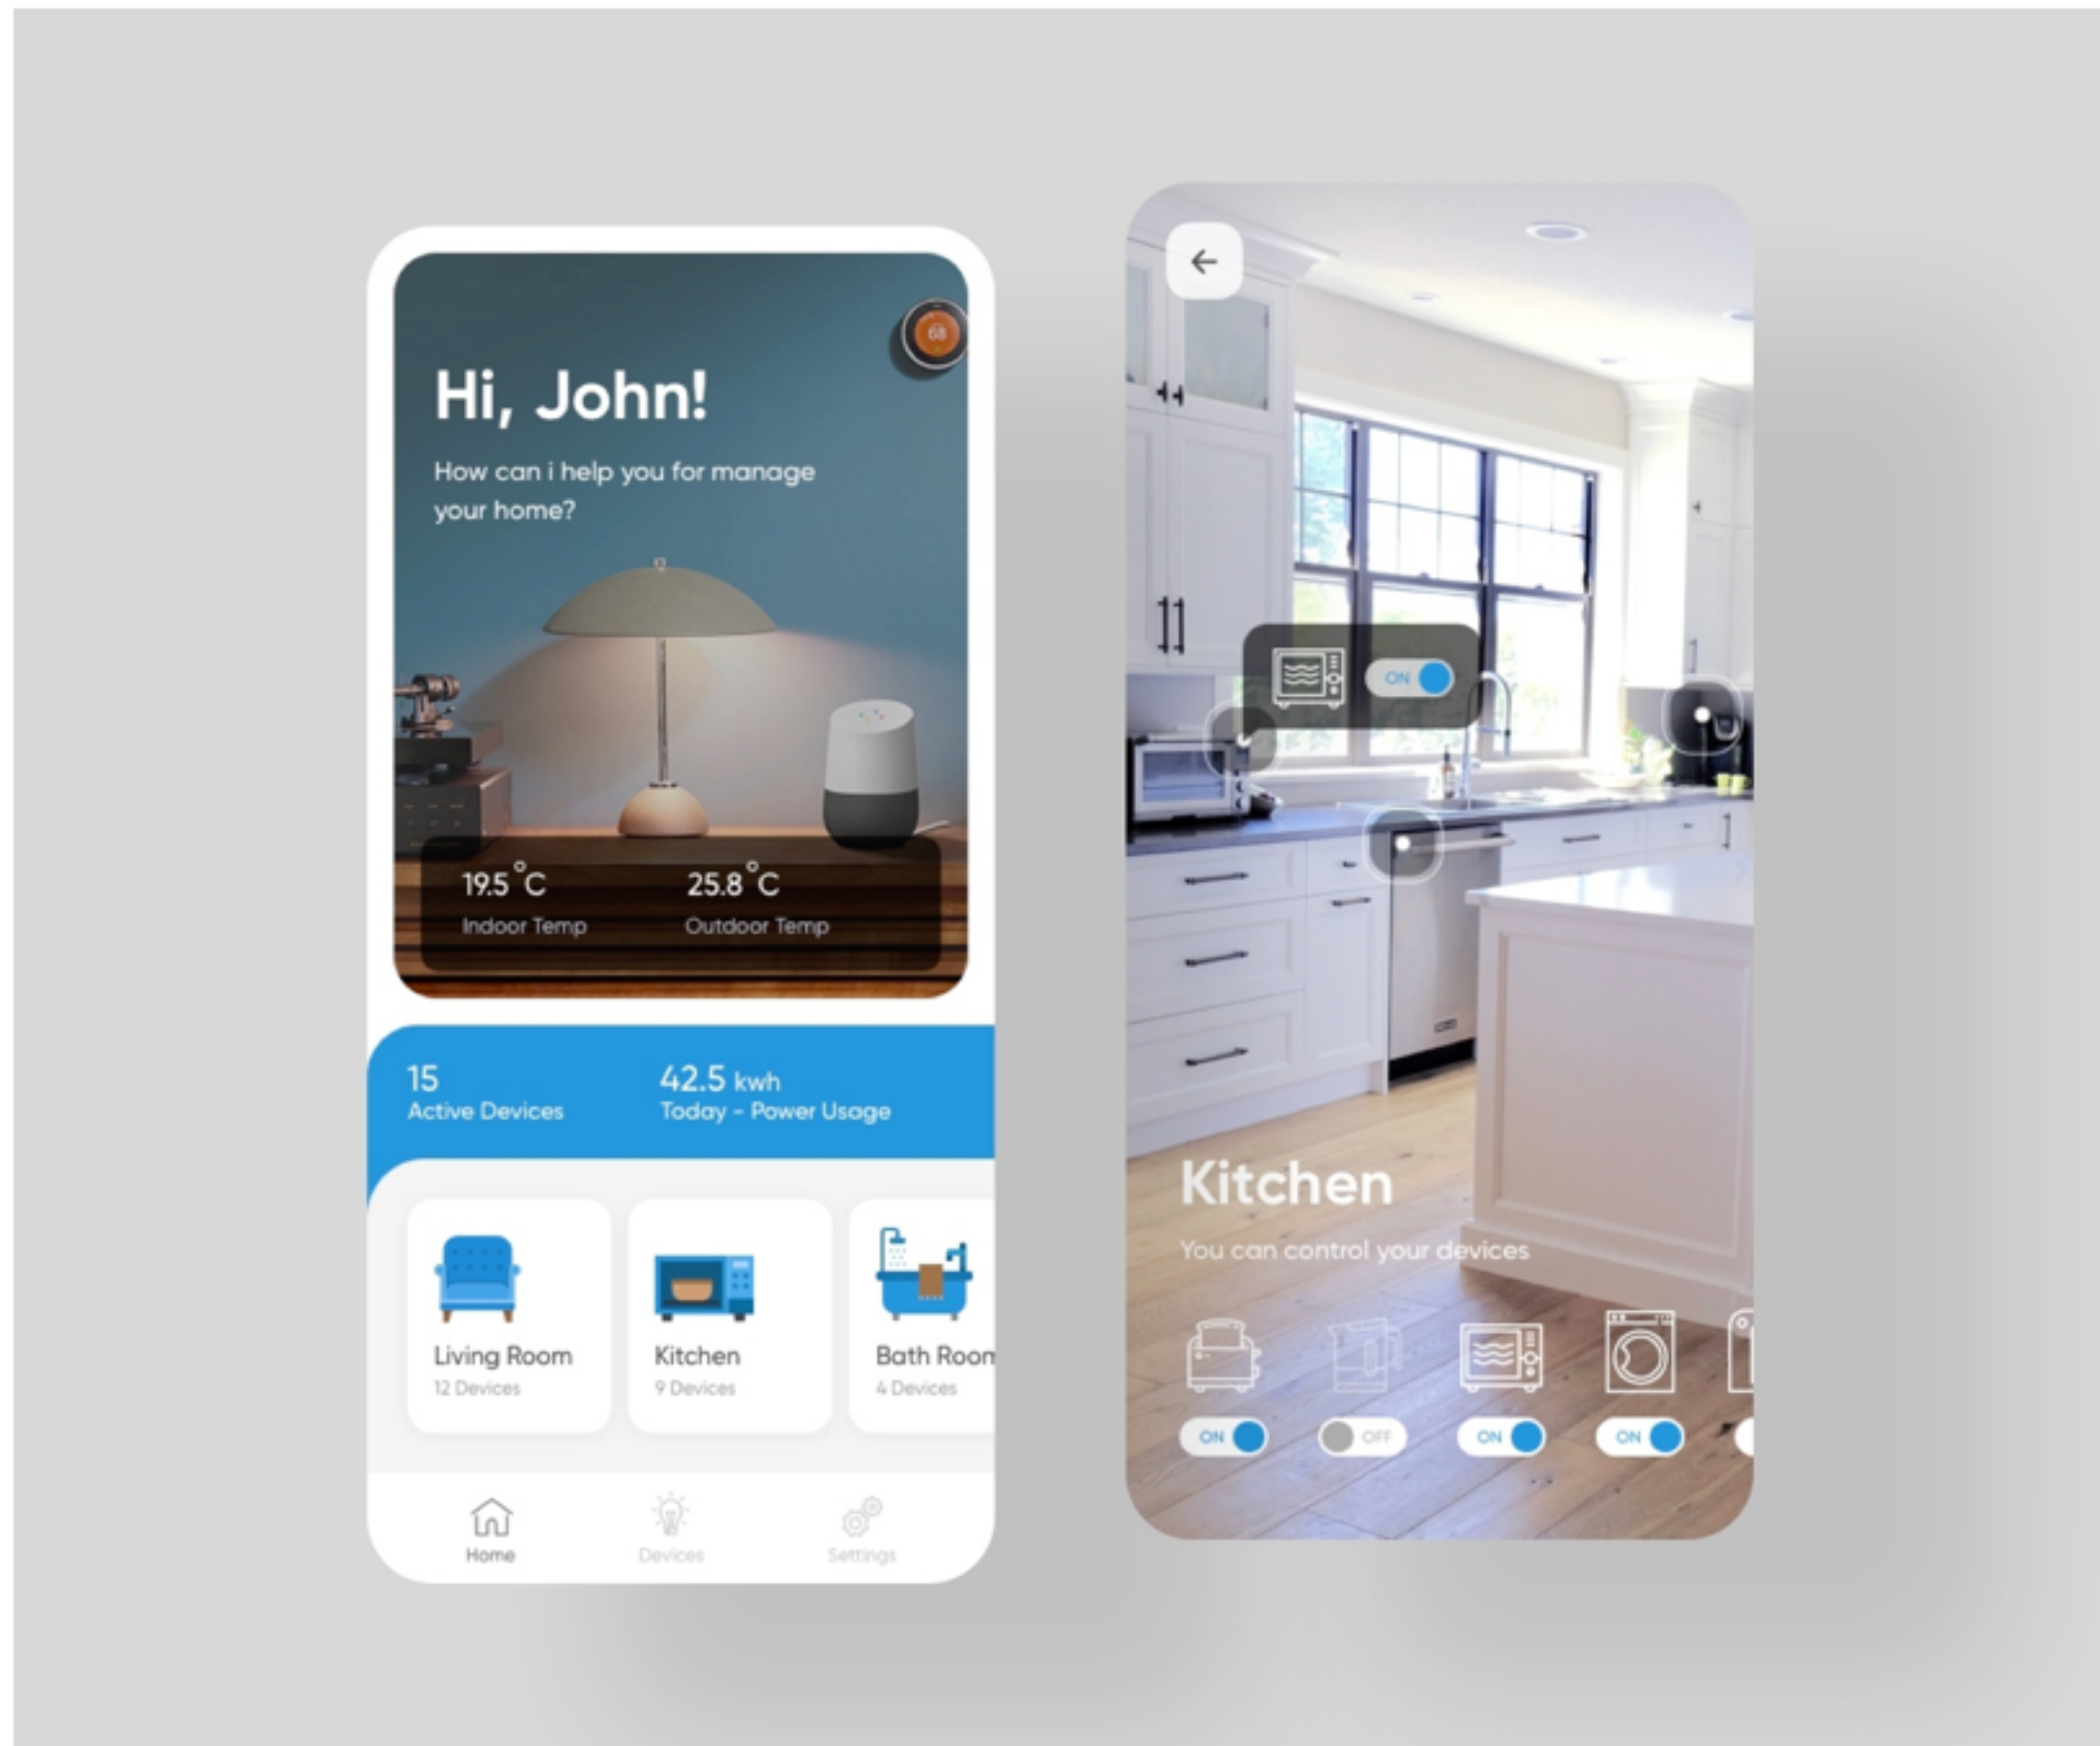 68
Hi, John!
How can i help you for manage
your home?
19.5°C
25.8°C
Indoor Temp
Outdoor Temp
15
42.5 kwh
Active Devices
Today - Power Usage
Living Room
Kitchen
Bath Room
12 Devices
9 Devices
4 Devices
Home
Devices
Settings
ON
Kitchen
You can control your devices
ON
OFF
ON
ON